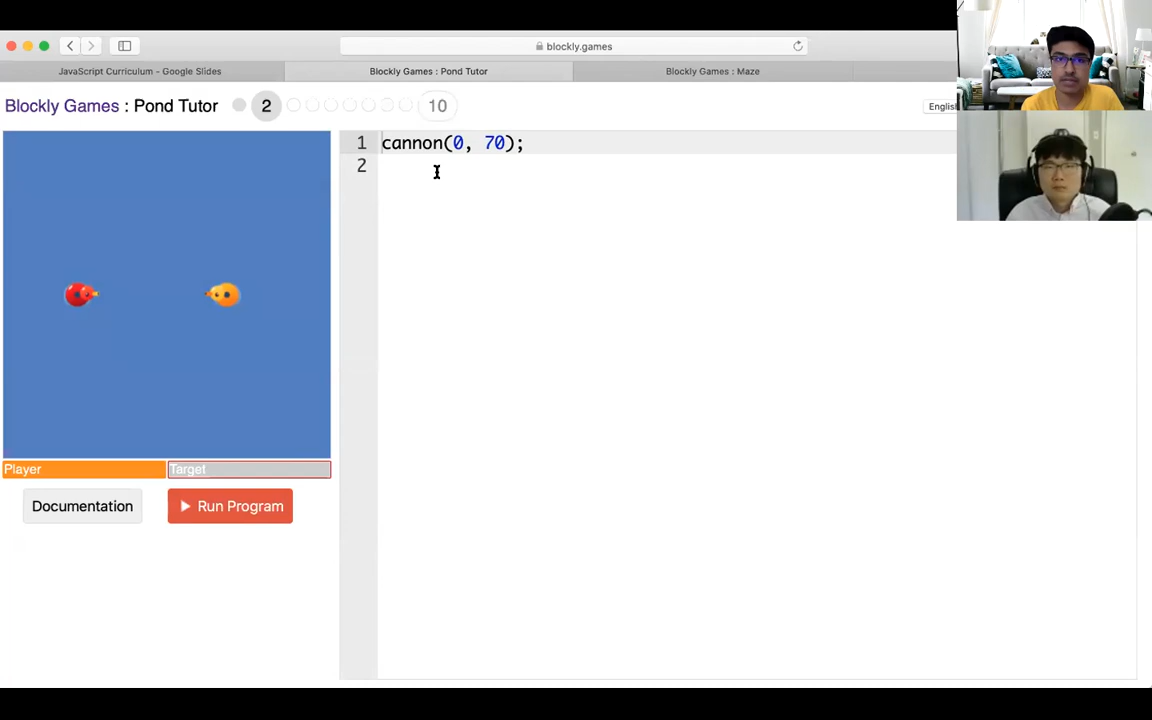 blockly.games
JavaScript Curriculum - Google Slides
Blockly Games : Pond Tutor
Blockly Games : Maze
Blockly Games : Pond Tutor
2
10
English
1 cannon(0, 70);
2
Player
Target
Documentation
Run Program